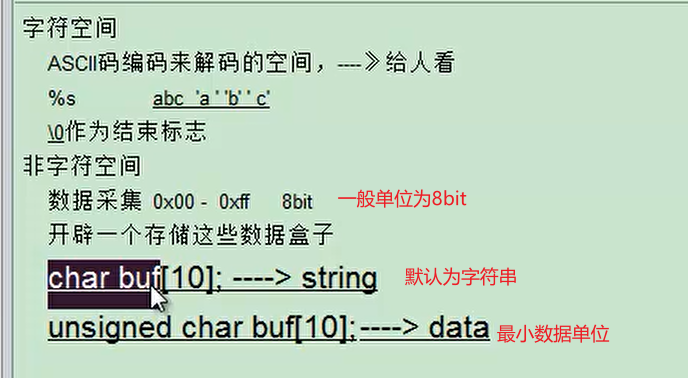 字符空间
ASCII码编码来解码的空间，----》给人看
%s abc 'a' 'b' 'c'
\0作为结束标志
非字符空间
数据采集 0x00 - 0xff 8bit 一般单位为8bit
开辟一个存储这些数据盒子
char buf[10]; ----> string 默认为字符串
unsigned char buf[10];----> data 最小数据单位